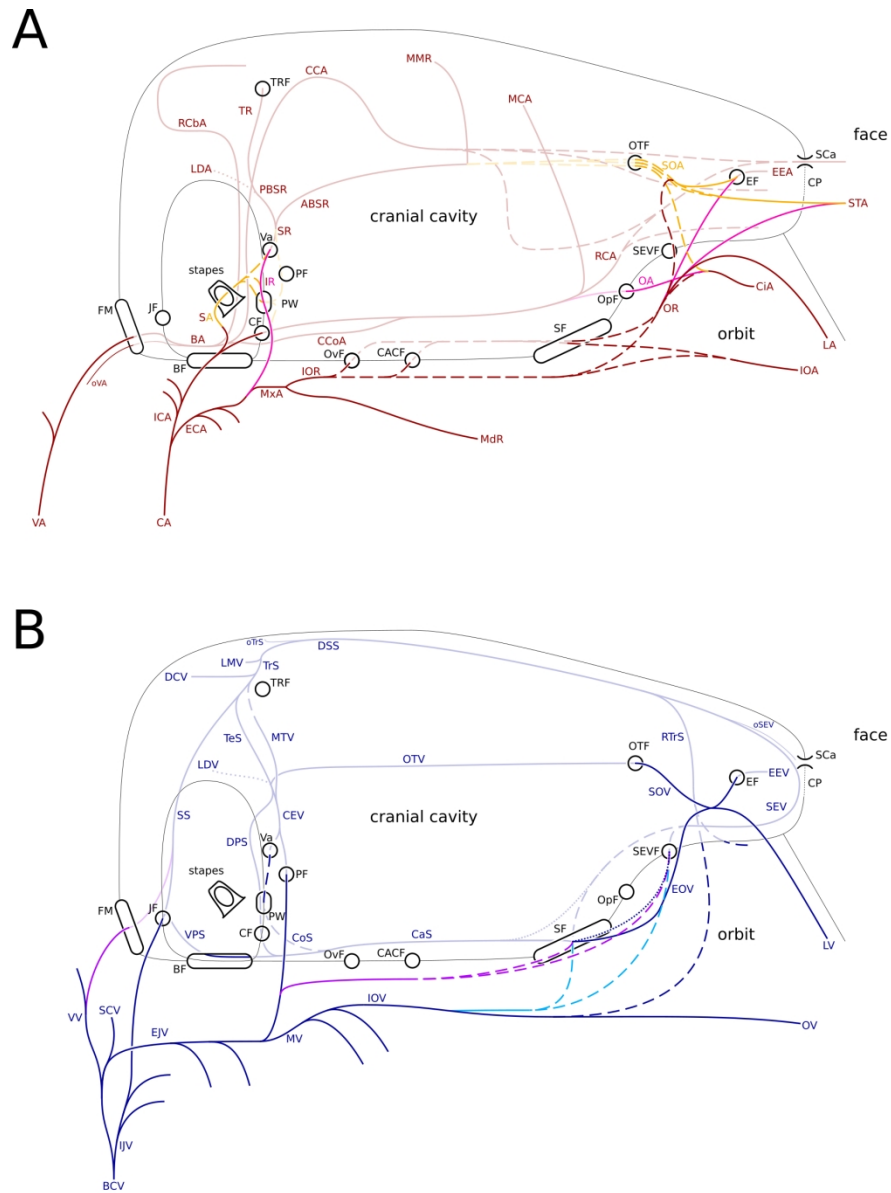 A
CCA
MMR
TRF
TR
MCA
RCbA
OTF
face
SCa
SOA
EEA
CP
LDA
EF
PBSR
ABSR
STA
cranial cavity
SR
Va
SEVF
RCA
stapes
PF
IR
OA
CiA
OpF
PW
OR
FM
JF
SA
CF
SF
orbit
BA
CCoA
LA
BF
OvF
CACF
oVA
IOR
IOA
MxA
ICA
ECA
MdR
VA
CA
B
oTrS
DSS
LMV
TrS
DCV
TRF
oSEV
face
TeS
MTV
RTrS
OTF
SCa
OTV
LDV
EEV
EF
CP
SOV
SEV
SS
CEV
cranial cavity
DPS
Va
SEVF
stapes
PF
EOV
OpF
FM
JF
PW
SF
CF
orbit
VPS
CoS
CaS
LV
BF
OvF
CACF
IOV
SCV
VV
EJV
OV
MV
IJV
BCV